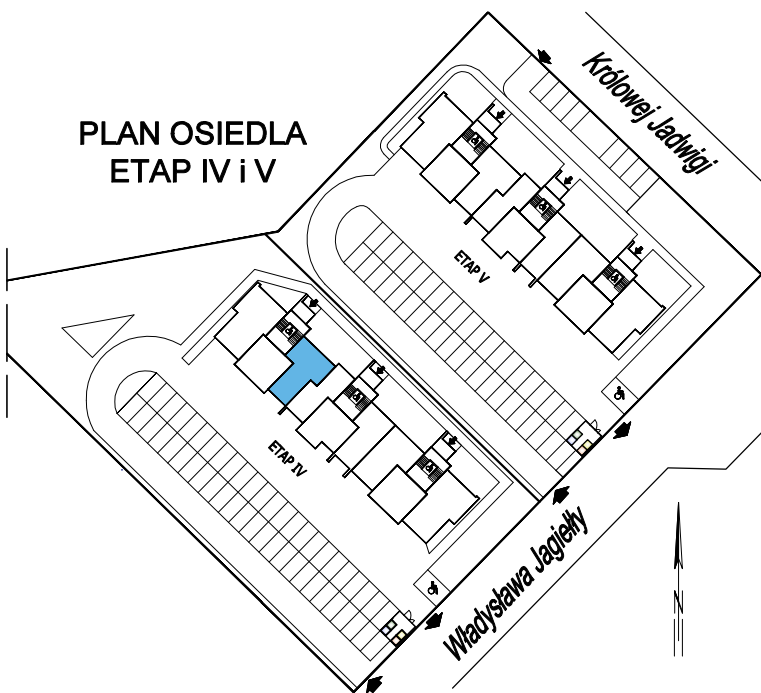 PLAN OSIEDLA
ETAP IV i V
Królowej Jadwigi
ETAP V
ETAP IV
Władysława Jagiełły
N